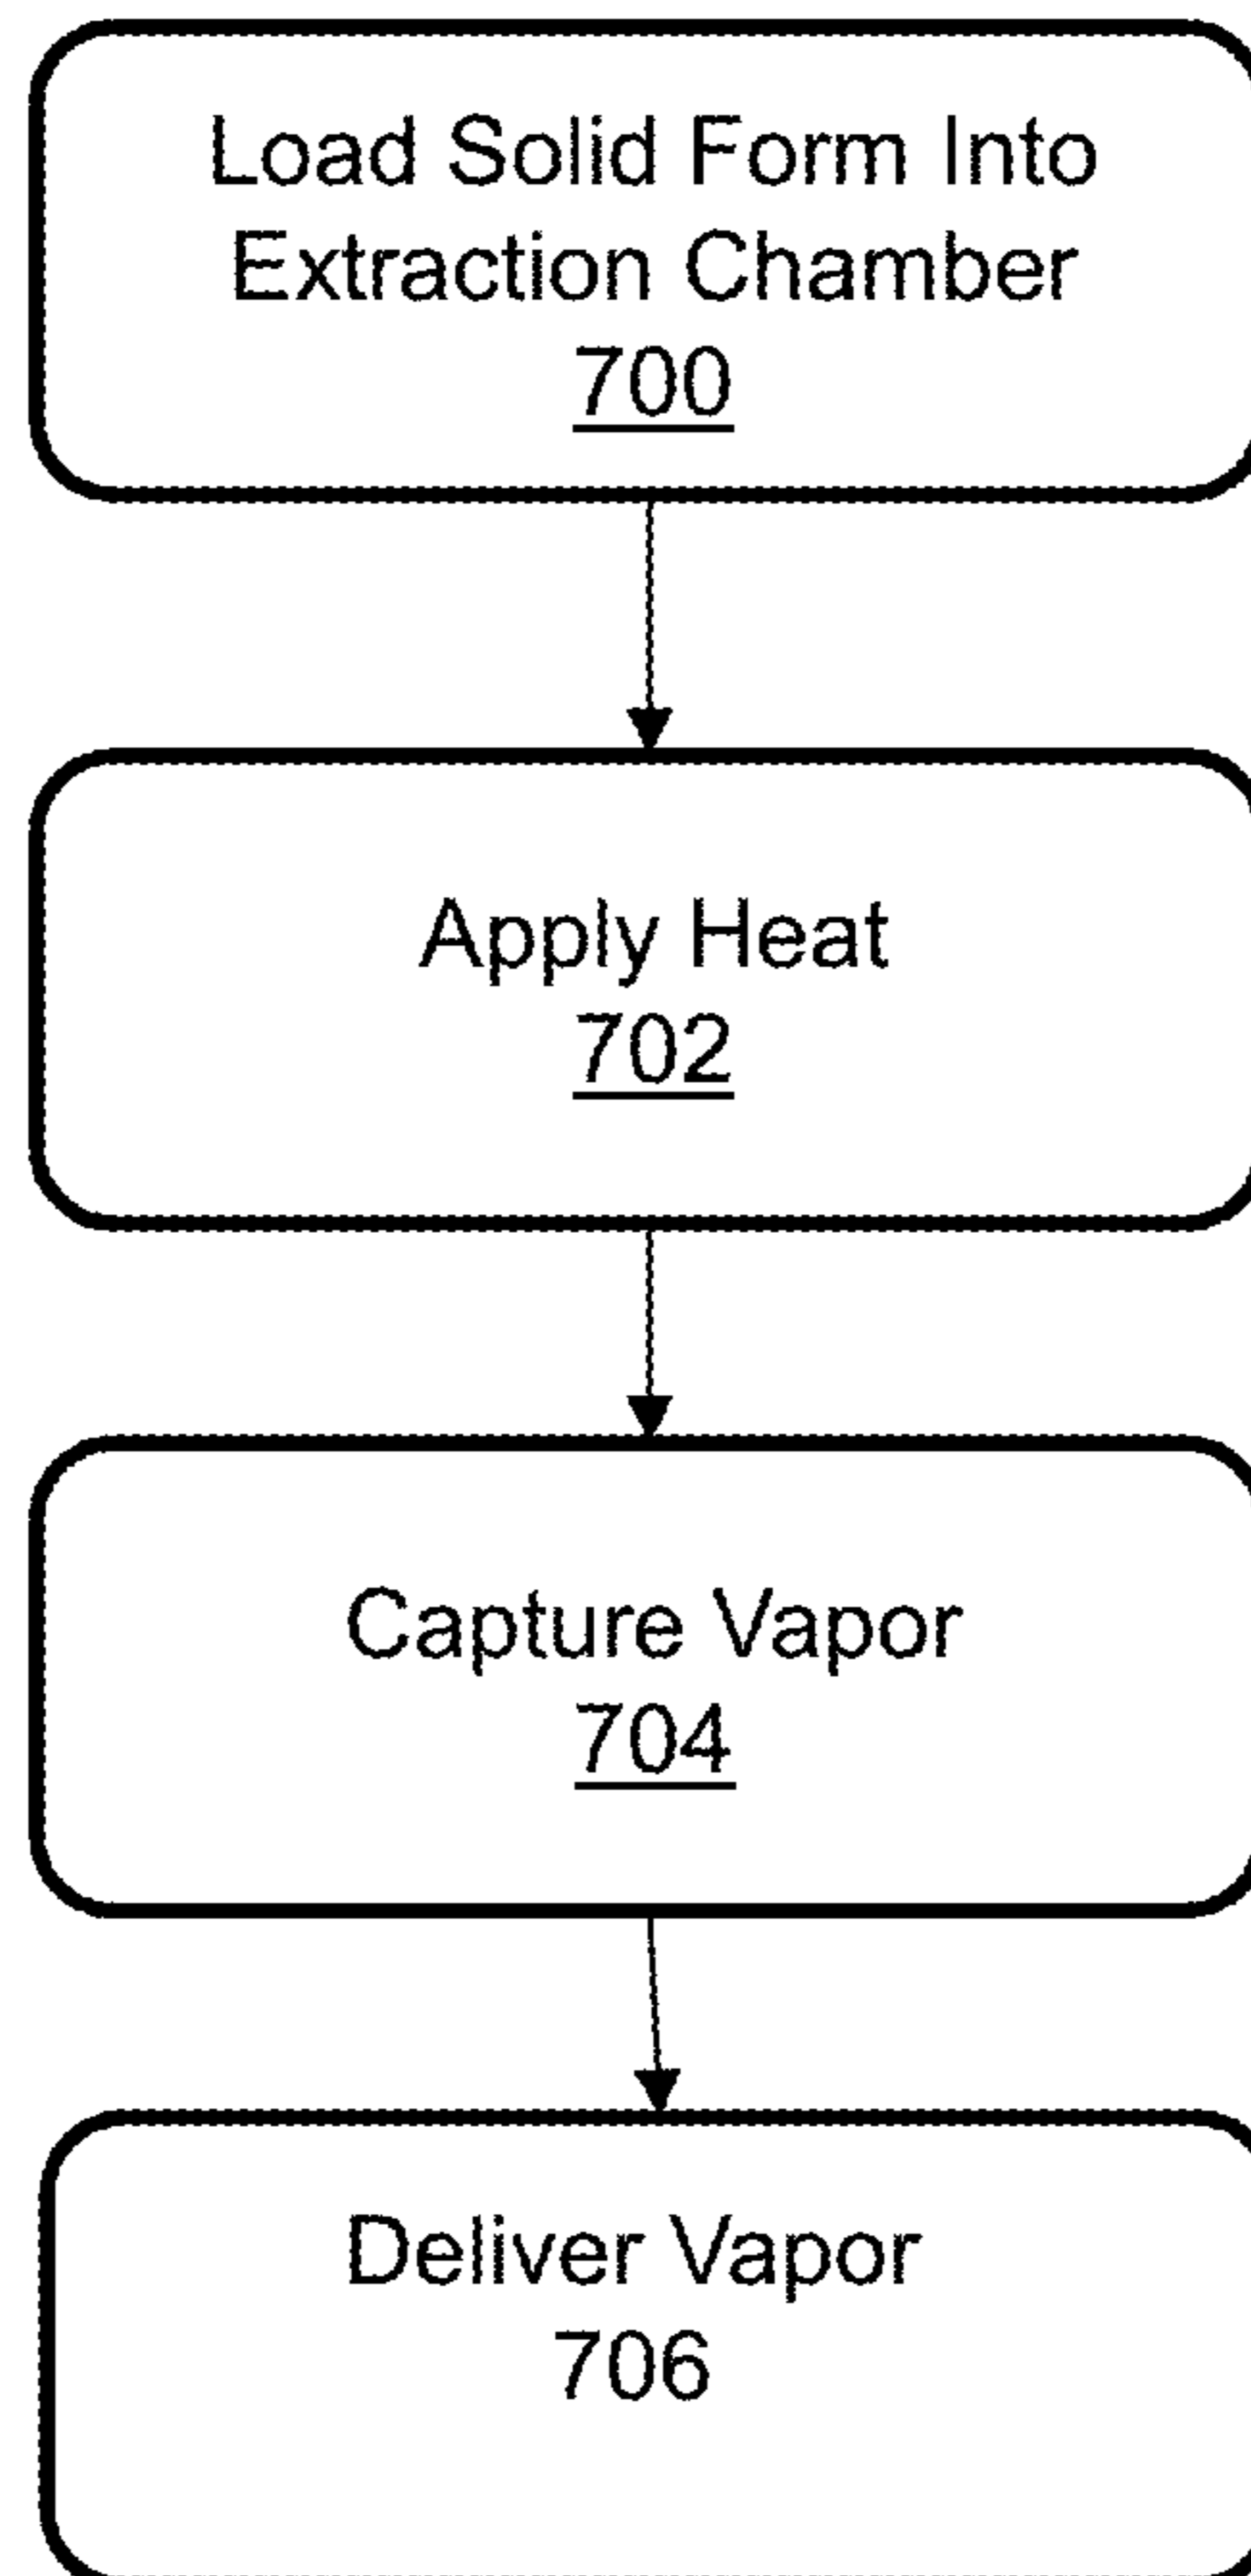 Load Solid Form Into
Extraction Chamber
700
Apply Heat
702
Capture Vapor
704
Deliver Vapor
706